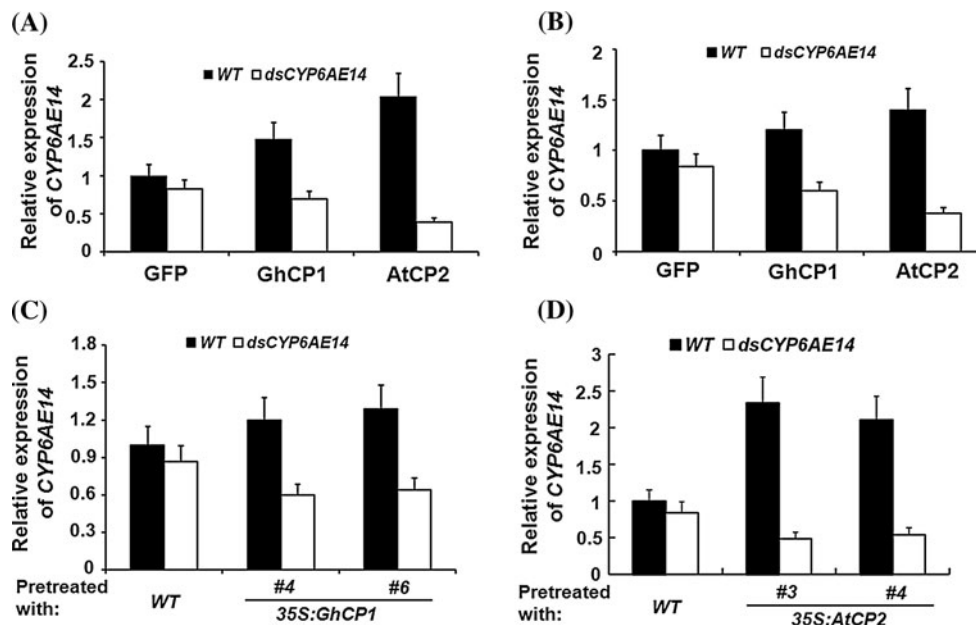 (A)
Relative expression
of CYP6AE14
2.5
2
1.5
1
0.5
0
WT dsCYP6AE14
GFP GhCP1 AtCP2
(B)
Relative expression
of CYP6AE14
2
1.5
1
0.5
0
WT dsCYP6AE14
GFP GhCP1 AtCP2
(C)
Relative expression
of CYP6AE14
1.8
1.5
1.2
0.9
0.6
0.3
0
WT dsCYP6AE14
Pretreated
with:
WT
#4 #6
35S:GhCP1
(D)
Relative expression
of CYP6AE14
3
2.5
2
1.5
1
0.5
0
WT dsCYP6AE14
Pretreated
with:
WT
#3 #4
35S:AtCP2